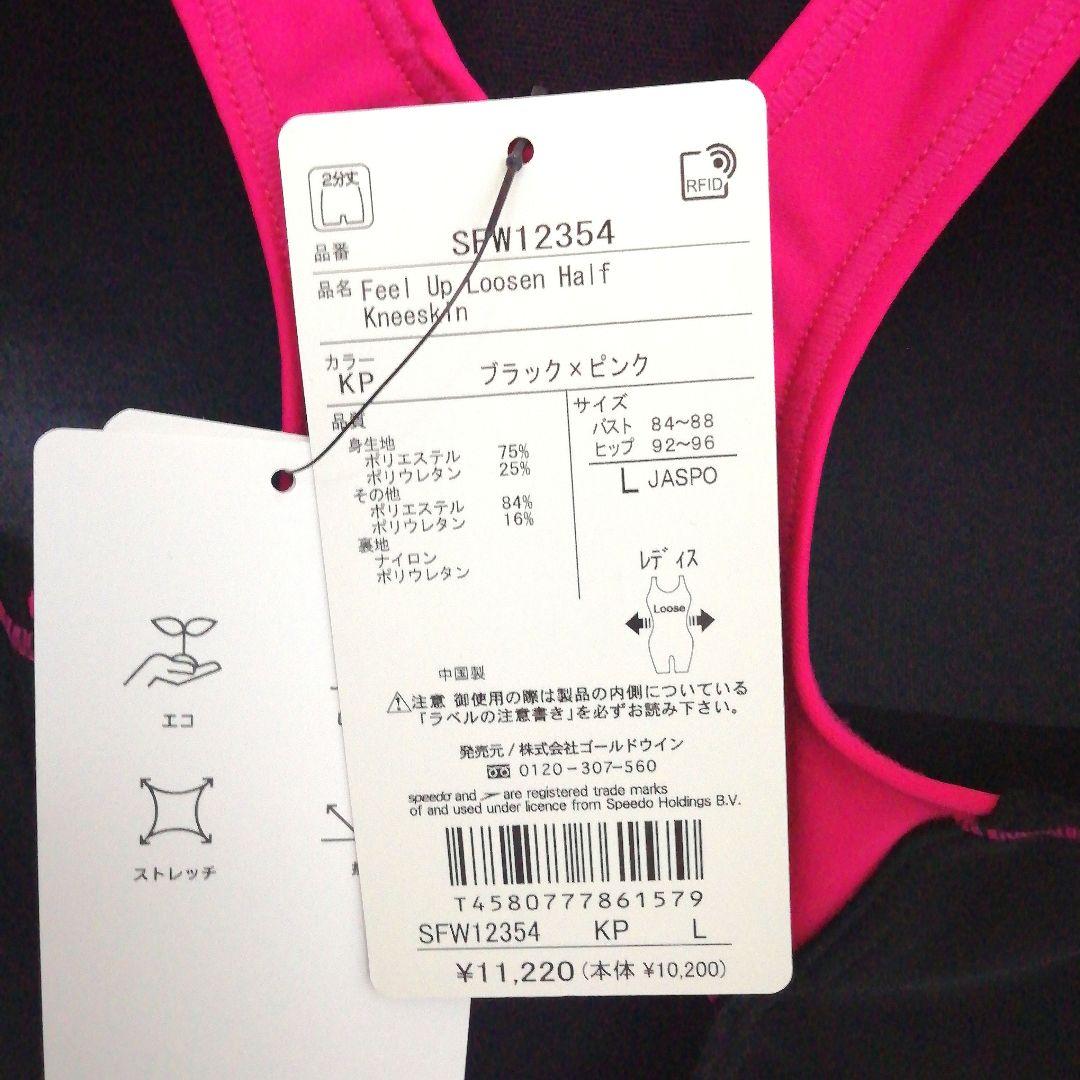 2分丈
RFID
品番 SFW12354
品名 Feel Up Loosen Half
Kneeskin
カラー
KP ブラック×ピンク
品質
身生地
ポリエステル 75%
ポリウレタン 25%
その他
ポリエステル 84%
ポリウレタン 16%
裏地
ナイロン
ポリウレタン
サイズ
バスト 84~88
ヒップ 92~96
L JASPO
レディス
Loose
中国製
注意 御使用の際は製品の内側についている
「ラベルの注意書き」を必ずお読み下さい。
発売元/株式会社ゴールドウイン
0120-307-560
speedo and are registered trade marks
of and used under licence from Speedo Holdings B.V.
T4580777861579
SFW12354 KP L
¥11,220(本体 ¥10,200)
エコ
ストレッチ